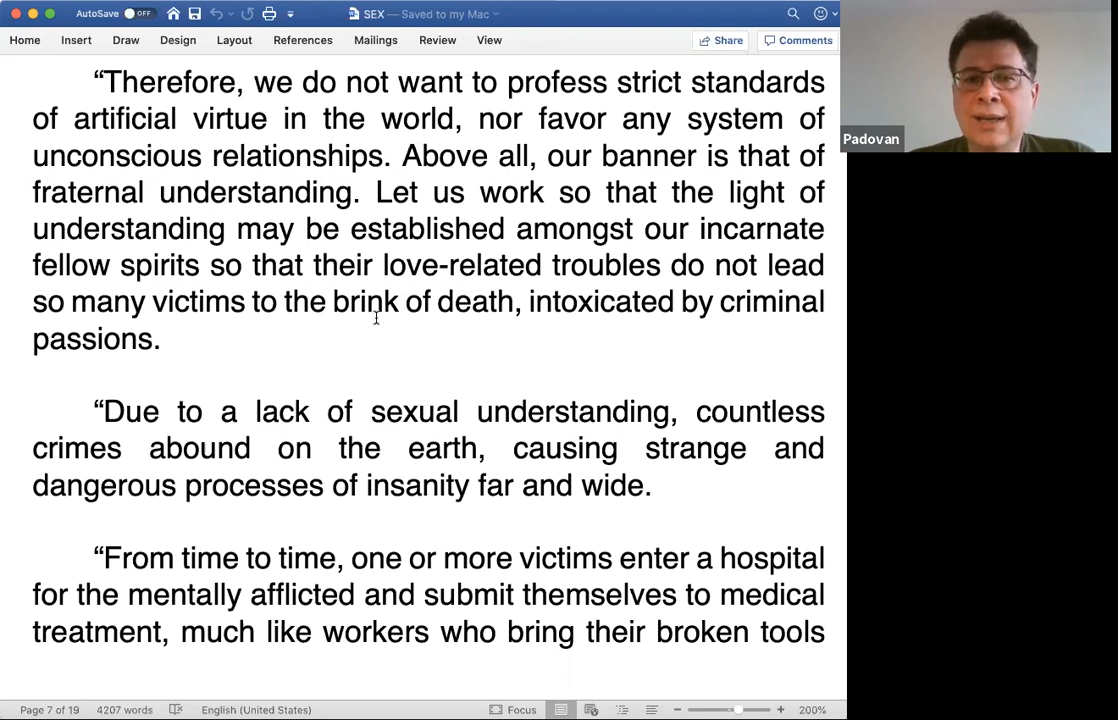 AutoSave OFF
SEX — Saved to my Mac
Home Insert Draw Design Layout References Mailings Review View Share Comments
“Therefore, we do not want to profess strict standards
of artificial virtue in the world, nor favor any system of
unconscious relationships. Above all, our banner is that of
fraternal understanding. Let us work so that the light of
understanding may be established amongst our incarnate
fellow spirits so that their love-related troubles do not lead
so many victims to the brink of death, intoxicated by criminal
passions.
“Due to a lack of sexual understanding, countless
crimes abound on the earth, causing strange and
dangerous processes of insanity far and wide.
“From time to time, one or more victims enter a hospital
for the mentally afflicted and submit themselves to medical
treatment, much like workers who bring their broken tools
Page 7 of 19 4207 words English (United States) Focus 200%
Padovan